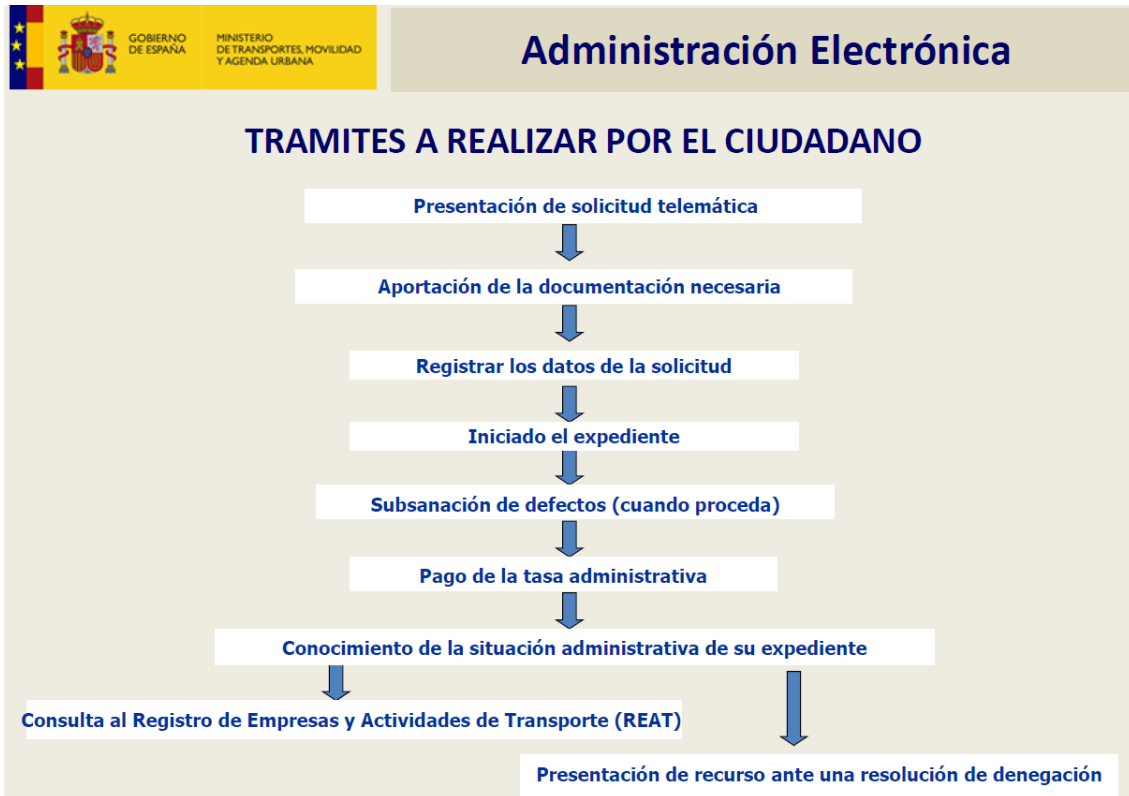 GOBIERNO
DE ESPAÑA
MINISTERIO
DE TRANSPORTES, MOVILIDAD
Y AGENDA URBANA
Administración Electrónica
TRAMITES A REALIZAR POR EL CIUDADANO
Presentación de solicitud telemática
Aportación de la documentación necesaria
Registrar los datos de la solicitud
Iniciado el expediente
Subsanación de defectos (cuando proceda)
Pago de la tasa administrativa
Conocimiento de la situación administrativa de su expediente
Consulta al Registro de Empresas y Actividades de Transporte (REAT)
Presentación de recurso ante una resolución de denegación